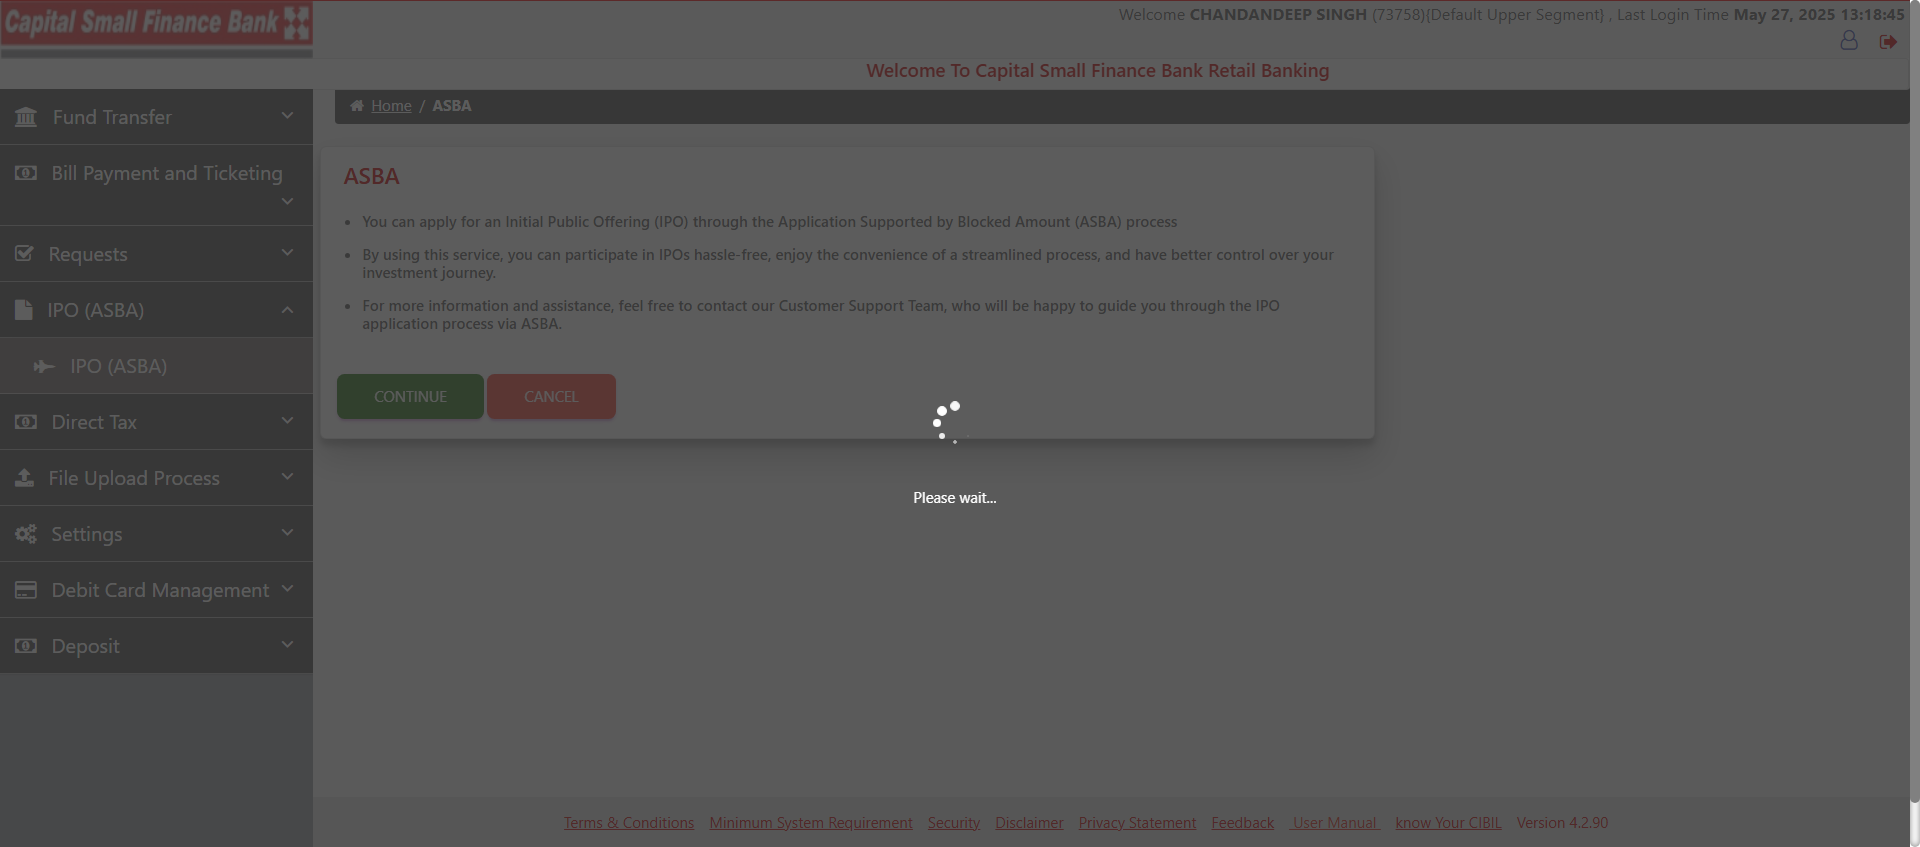 Capital Small Finance Bank
Welcome CHANDANDEEP SINGH (73758){Default Upper Segment} , Last Login Time May 27, 2025 13:18:45
Welcome To Capital Small Finance Bank Retail Banking
Home / ASBA
Fund Transfer
Bill Payment and Ticketing
Requests
IPO (ASBA)
IPO (ASBA)
Direct Tax
File Upload Process
Settings
Debit Card Management
Deposit
ASBA
• You can apply for an Initial Public Offering (IPO) through the Application Supported by Blocked Amount (ASBA) process
• By using this service, you can participate in IPOs hassle-free, enjoy the convenience of a streamlined process, and have better control over your
investment journey.
• For more information and assistance, feel free to contact our Customer Support Team, who will be happy to guide you through the IPO
application process via ASBA.
CONTINUE CANCEL
Please wait...
Terms & Conditions Minimum System Requirement Security Disclaimer Privacy Statement Feedback User Manual know Your CIBIL Version 4.2.90